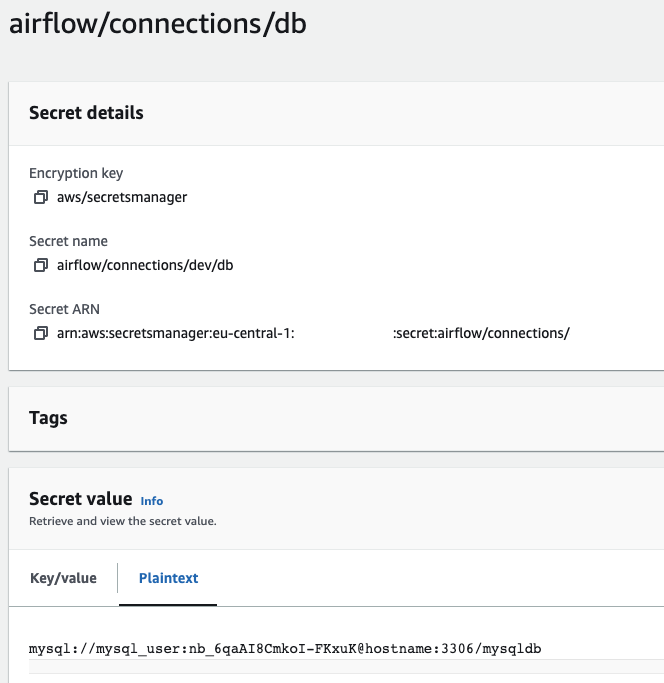 airflow/connections/db
Secret details
Encryption key
aws/secretsmanager
Secret name
airflow/connections/dev/db
Secret ARN
arn:aws:secretsmanager:eu-central-1: :secret:airflow/connections/
Tags
Secret value Info
Retrieve and view the secret value.
Key/value Plaintext
mysql://mysql_user:nb_6qaAI8CmkoI-FKxuK@hostname:3306/mysqldb